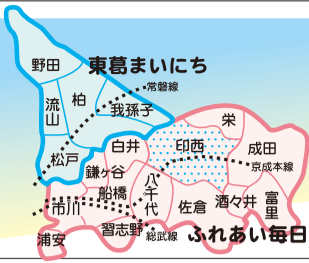 野田
東葛まいにち
常磐線
流山
柏
我孫子
栄
松戸
白井
印西
成田
京成本線
鎌ヶ谷
船橋
八千代
市川
佐倉
酒々井
富里
浦安
習志野
総武線
ふれあい毎日